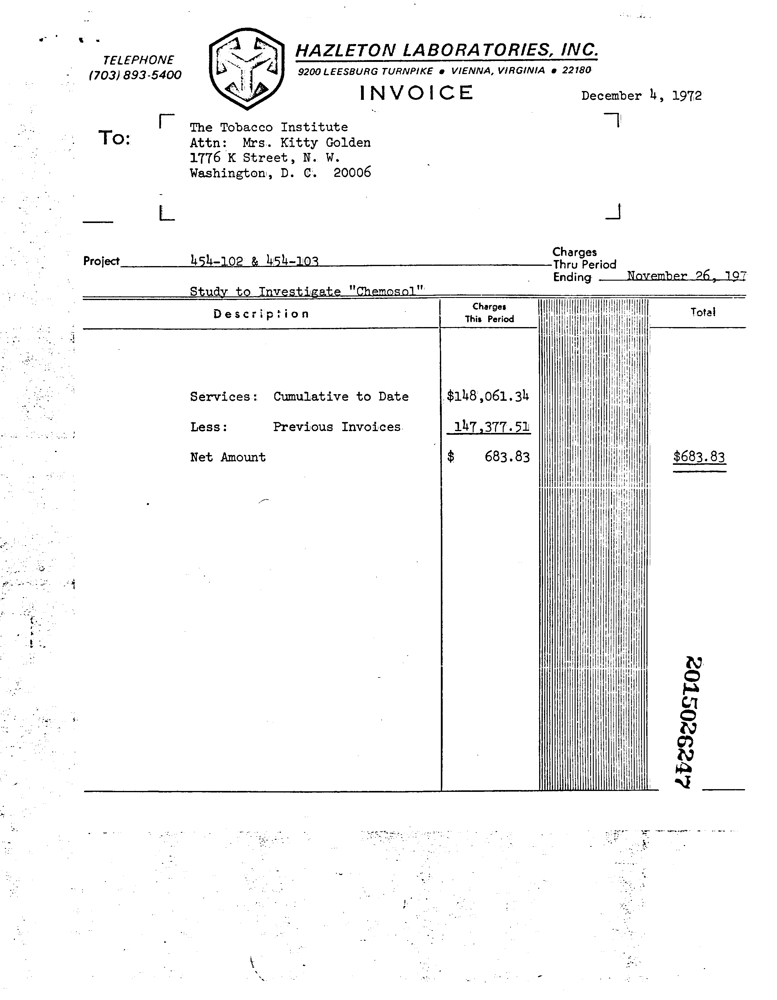 HAZLETON LABORATORIES, INC.
TELEPHONE
(703) 893-5400
9200 LEESBURG TURNPIKE • VIENNA, VIRGINIA • 22180
INVOICE
December 4, 1972
To:
The Tobacco Institute
Attn: Mrs. Kitty Golden
1776 K Street, N. W.
Washington, D. C. 20006
Project 454-102 & 454-103
Charges
Thru Period
Ending November 26, 197
Study to Investigate "Chemosol"
Description Charges This Period Total
Services: Cumulative to Date $148,061.34
Less: Previous Invoices 147,377.51
Net Amount $ 683.83 $683.83
2015026247